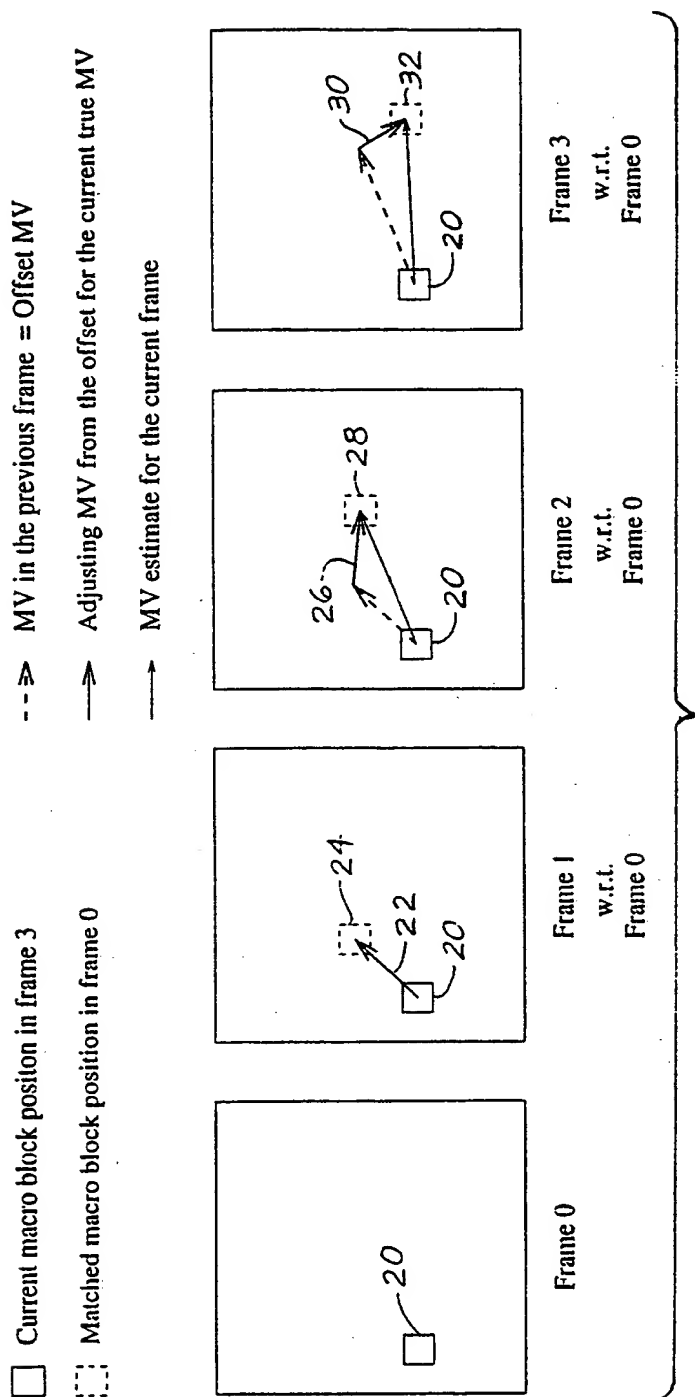 Current macro block positon in frame 3
Matched macro block position in frame 0
MV in the previous frame = Offset MV
Adjusting MV from the offset for the current true MV
MV estimate for the current frame
20
Frame 0
24
22
20
Frame 1
w.r.t.
Frame 0
26
28
20
Frame 2
w.r.t.
Frame 0
30
32
20
Frame 3
w.r.t.
Frame 0